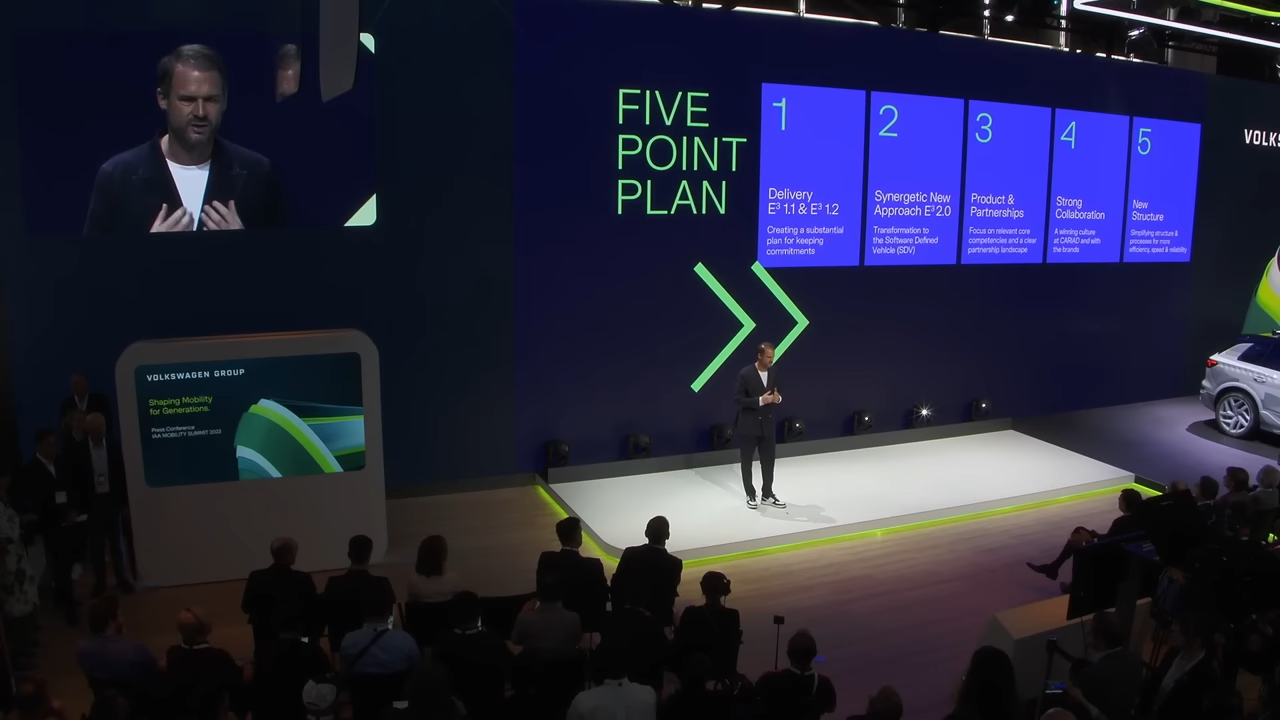 FIVE
POINT
PLAN
1
Delivery
E³ 1.1 & E³ 1.2
Creating a substantial
plan for keeping
commitments
2
Synergetic New
Approach E³ 2.0
Transformation to
the Software Defined
Vehicle (SDV)
3
Product &
Partnerships
Focus on relevant core
competencies and a clear
partnership landscape
4
Strong
Collaboration
A winning culture
at CARIAD and with
the brands
5
New
Structure
Simplifying structure &
processes for more
efficiency, speed & reliability
VOLKS
VOLKSWAGEN GROUP
Shaping Mobility
for Generations.
Press Conference
IAA MOBILITY SUMMIT 2023